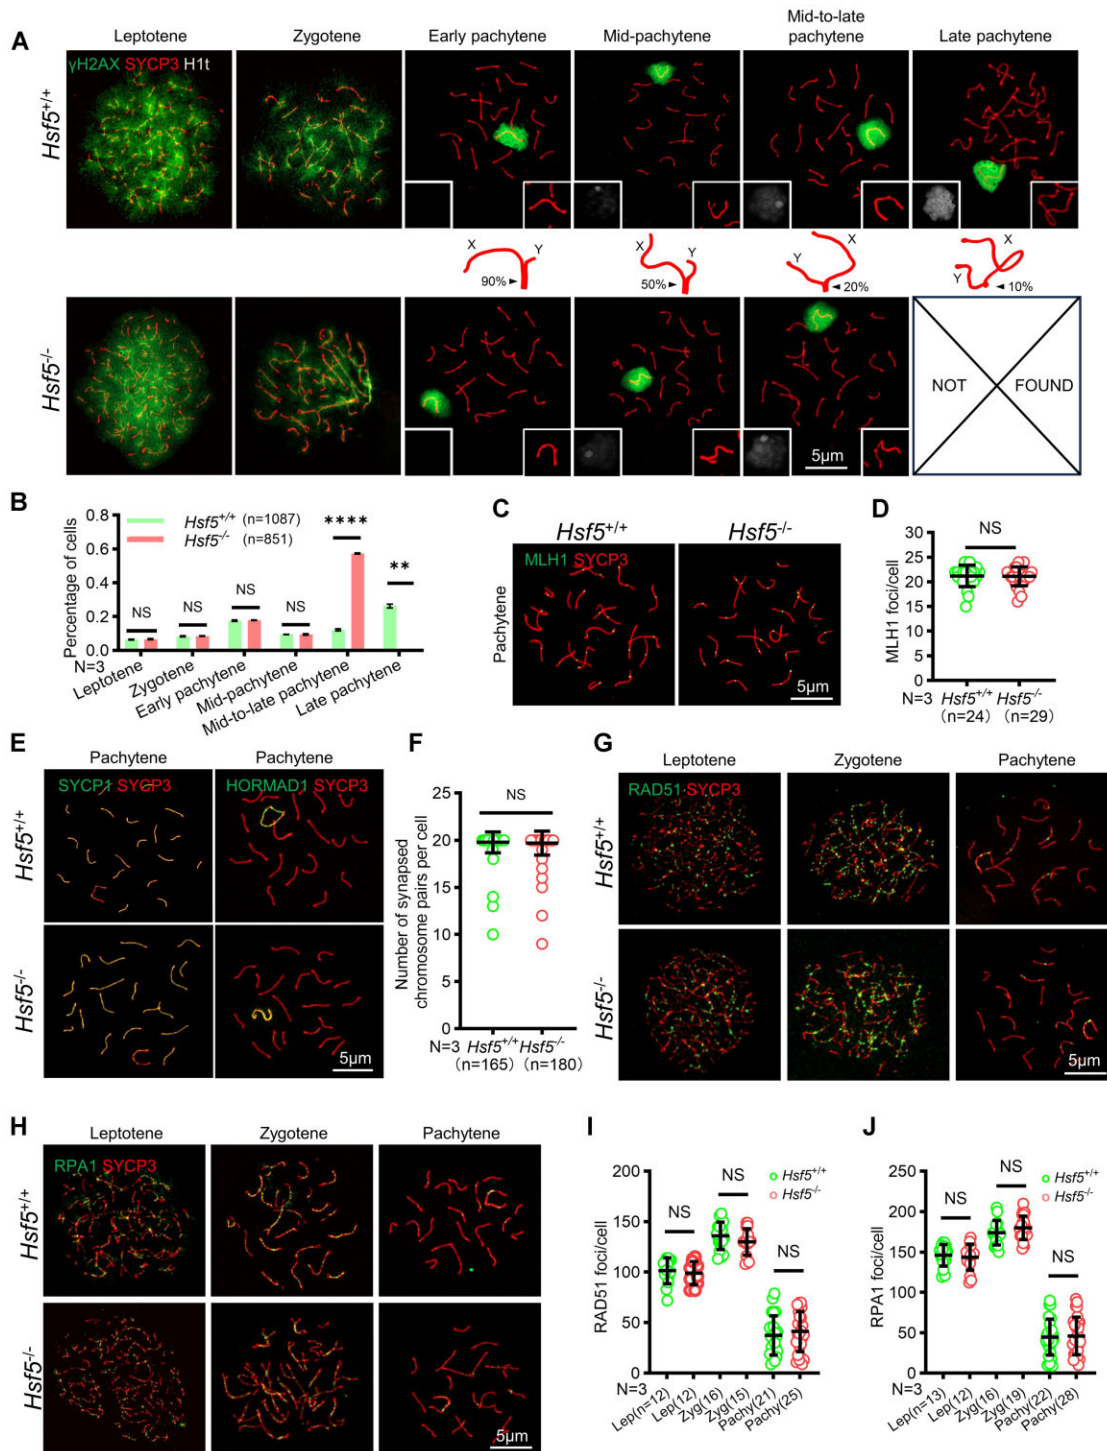 A
Leptotene
Zygotene
Early pachytene
Mid-pachytene
Mid-to-late
pachytene
Late pachytene
γH2AX SYCP3 H1t
Hsf5+/+
X
Y
90%
X
Y
50%
X
Y
20%
X
Y
10%
Hsf5-/-
NOT FOUND
5μm
B
Percentage of cells
0.8
0.6
0.4
0.2
0.0
Hsf5+/+ (n=1087)
Hsf5-/- (n=851)
NS
NS
NS
NS
****
**
N=3
Leptotene
Zygotene
Early pachytene
Mid-pachytene
Mid-to-late pachytene
Late pachytene
C
Hsf5+/+
Hsf5-/-
MLH1 SYCP3
Pachytene
5μm
D
MLH1 foci/cell
30
25
20
15
10
5
0
NS
N=3
Hsf5+/+ Hsf5-/-
(n=24) (n=29)
E
Pachytene
Pachytene
SYCP1 SYCP3
HORMAD1 SYCP3
Hsf5+/+
Hsf5-/-
5μm
F
Number of synapsed
chromosome pairs per cell
25
20
15
10
5
0
NS
N=3
Hsf5+/+ Hsf5-/-
(n=165) (n=180)
G
Leptotene
Zygotene
Pachytene
RAD51 SYCP3
Hsf5+/+
Hsf5-/-
5μm
H
Leptotene
Zygotene
Pachytene
RPA1 SYCP3
Hsf5+/+
Hsf5-/-
5μm
I
RAD51 foci/cell
200
150
100
50
0
NS
NS
NS
Hsf5+/+
Hsf5-/-
N=3
Lep(n=12)
Lep(12)
Zyg(16)
Zyg(15)
Pachy(21)
Pachy(25)
J
RPA1 foci/cell
250
200
150
100
50
0
NS
NS
NS
Hsf5+/+
Hsf5-/-
N=3
Lep(n=13)
Lep(12)
Zyg(16)
Zyg(19)
Pachy(22)
Pachy(28)